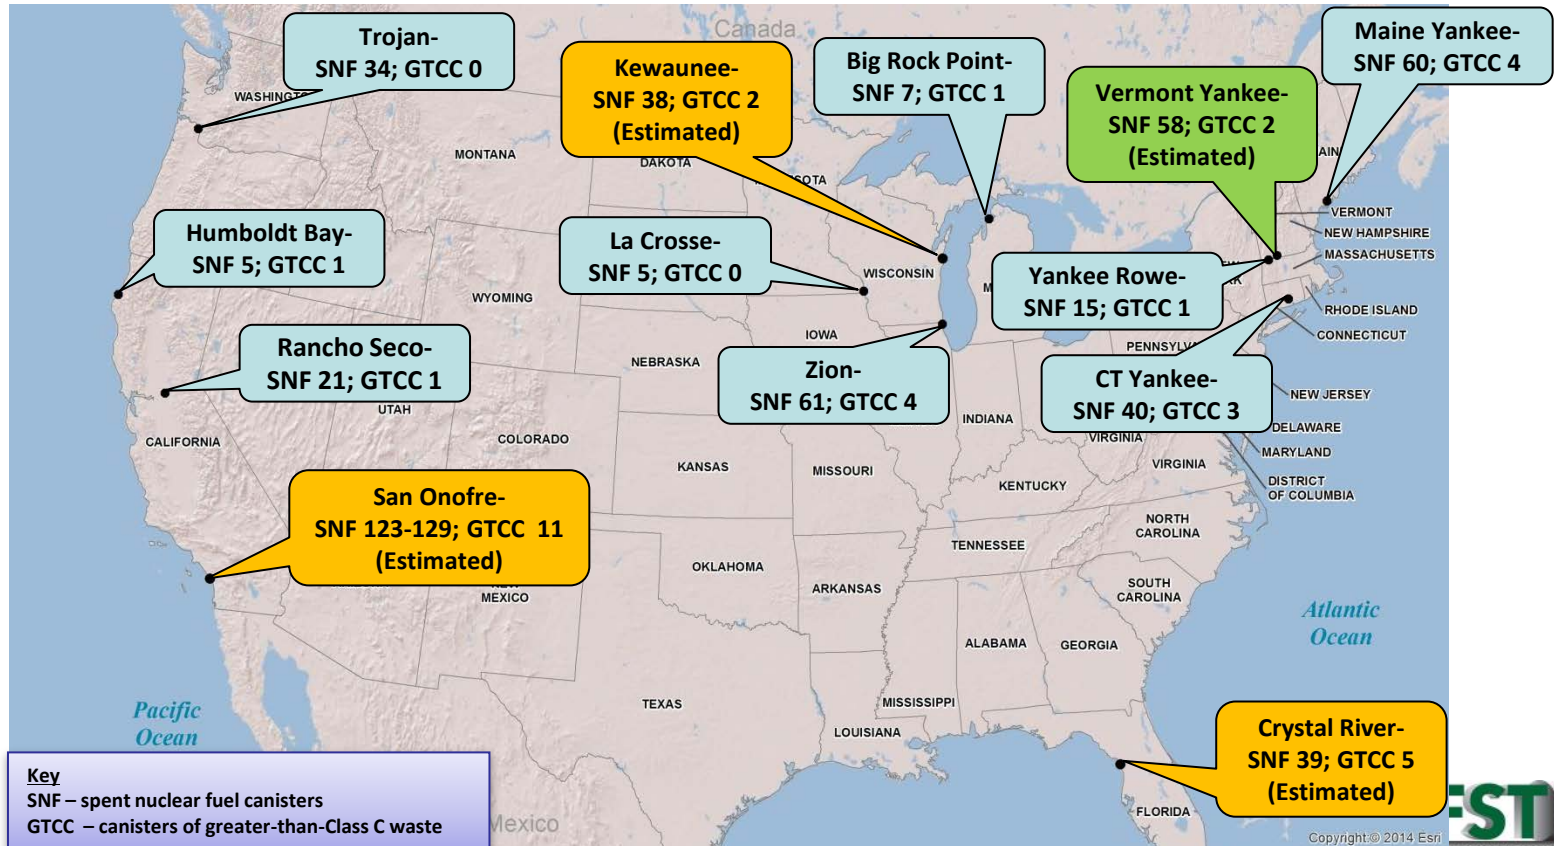 Canada
Trojan-
SNF 34; GTCC 0
Kewaunee-
SNF 38; GTCC 2
(Estimated)
Big Rock Point-
SNF 7; GTCC 1
Vermont Yankee-
SNF 58; GTCC 2
(Estimated)
Maine Yankee-
SNF 60; GTCC 4
MONTANA
DAKOTA
VERMONT
NEW HAMPSHIRE
MASSACHUSETTS
Humboldt Bay-
SNF 5; GTCC 1
La Crosse-
SNF 5; GTCC 0
WISCONSIN
Yankee Rowe-
SNF 15; GTCC 1
WYOMING
RHODE ISLAND
CONNECTICUT
IOWA
NEBRASKA
Rancho Seco-
SNF 21; GTCC 1
Zion-
SNF 61; GTCC 4
CT Yankee-
SNF 40; GTCC 3
NEW JERSEY
UTAH
INDIANA
DELAWARE
CALIFORNIA
COLORADO
VIRGINIA
MARYLAND
KANSAS
MISSOURI
VIRGINIA
KENTUCKY
DISTRICT
OF COLUMBIA
San Onofre-
SNF 123-129; GTCC 11
(Estimated)
NORTH
CAROLINA
TENNESSEE
OKLAHOMA
ARKANSAS
SOUTH
CAROLINA
MEXICO
Atlantic
Ocean
ALABAMA
GEORGIA
TEXAS
MISSISSIPPI
LOUISIANA
Pacific
Ocean
Crystal River-
SNF 39; GTCC 5
(Estimated)
FLORIDA
Key
SNF – spent nuclear fuel canisters
GTCC – canisters of greater-than-Class C waste
Mexico
FST
Copyright:© 2014 Esri